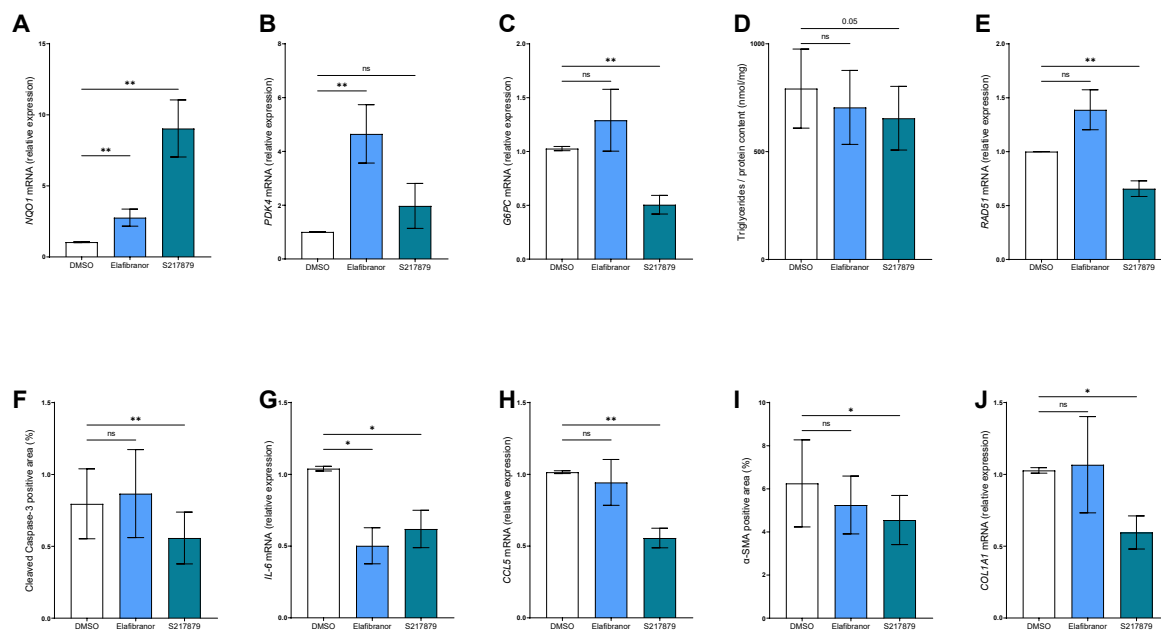 A
NQO1 mRNA (relative expression)
15
10
5
0
**
**
DMSO
Elafibranor
S217879
B
PDK4 mRNA (relative expression)
8
6
4
2
0
ns
**
DMSO
Elafibranor
S217879
C
G6PC mRNA (relative expression)
2.0
1.5
1.0
0.5
0.0
**
ns
DMSO
Elafibranor
S217879
D
Triglycerides / protein content (nmol/mg)
1000
500
0
0.05
ns
DMSO
Elafibranor
S217879
E
RAD51 mRNA (relative expression)
2.0
1.5
1.0
0.5
0.0
**
ns
DMSO
Elafibranor
S217879
F
Cleaved Caspase-3 positive area (%)
1.5
1.0
0.5
0.0
**
ns
DMSO
Elafibranor
S217879
G
IL-6 mRNA (relative expression)
1.5
1.0
0.5
0.0
*
*
DMSO
Elafibranor
S217879
H
CCL5 mRNA (relative expression)
1.5
1.0
0.5
0.0
**
ns
DMSO
Elafibranor
S217879
I
α-SMA positive area (%)
10
8
6
4
2
0
*
ns
DMSO
Elafibranor
S217879
J
COL1A1 mRNA (relative expression)
1.5
1.0
0.5
0.0
*
ns
DMSO
Elafibranor
S217879